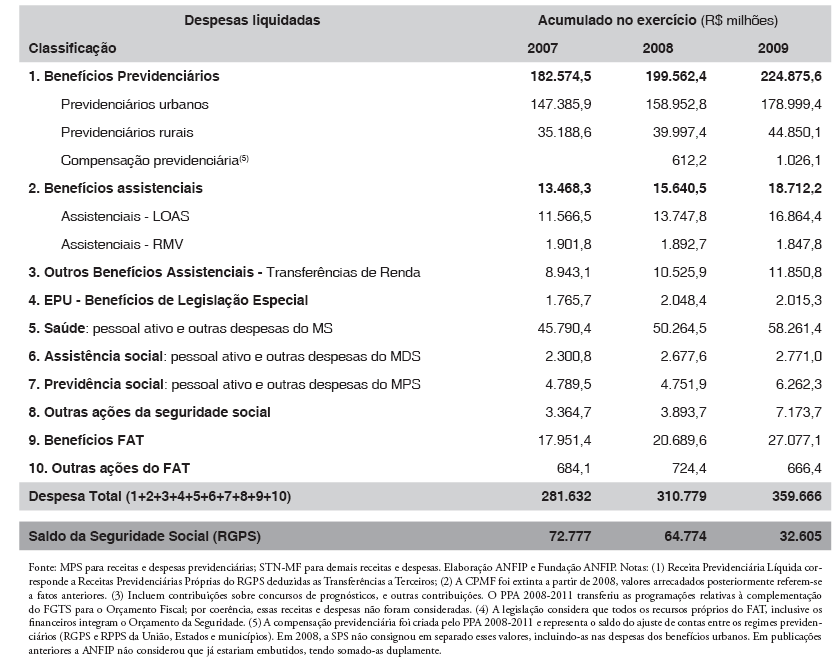 Despesas liquidadas Acumulado no exercício (R$ milhões)
Classificação 2007 2008 2009
1. Benefícios Previdenciários 182.574,5 199.562,4 224.875,6
Previdenciários urbanos 147.385,9 158.952,8 178.999,4
Previdenciários rurais 35.188,6 39.997,4 44.850,1
Compensação previdenciária(5) 612,2 1.026,1
2. Benefícios assistenciais 13.468,3 15.640,5 18.712,2
Assistenciais - LOAS 11.566,5 13.747,8 16.864,4
Assistenciais - RMV 1.901,8 1.892,7 1.847,8
3. Outros Benefícios Assistenciais - Transferências de Renda 8.943,1 10.525,9 11.850,8
4. EPU - Benefícios de Legislação Especial 1.765,7 2.048,4 2.015,3
5. Saúde: pessoal ativo e outras despesas do MS 45.790,4 50.264,5 58.261,4
6. Assistência social: pessoal ativo e outras despesas do MDS 2.300,8 2.677,6 2.771,0
7. Previdência social: pessoal ativo e outras despesas do MPS 4.789,5 4.751,9 6.262,3
8. Outras ações da seguridade social 3.364,7 3.893,7 7.173,7
9. Benefícios FAT 17.951,4 20.689,6 27.077,1
10. Outras ações do FAT 684,1 724,4 666,4
Despesa Total (1+2+3+4+5+6+7+8+9+10) 281.632 310.779 359.666
Saldo da Seguridade Social (RGPS) 72.777 64.774 32.605
Fonte: MPS para receitas e despesas previdenciárias; STN-MF para demais receitas e despesas. Elaboração ANFIP e Fundação ANFIP. Notas: (1) Receita Previdenciária Líquida cor-
responde a Receitas Previdenciárias Próprias do RGPS deduzidas as Transferências a Terceiros; (2) A CPMF foi extinta a partir de 2008, valores arrecadados posteriormente referem-se
a fatos anteriores. (3) Incluem contribuições sobre concursos de prognósticos, e outras contribuições. O PPA 2008-2011 transferiu as programações relativas à complementação
do FGTS para o Orçamento Fiscal; por coerência, essas receitas e despesas não foram consideradas. (4) A legislação considera que todos os recursos próprios do FAT, inclusive os
financeiros integram o Orçamento da Seguridade. (5) A compensação previdenciária foi criada pelo PPA 2008-2011 e representa o saldo do ajuste de contas entre os regimes previden-
ciários (RGPS e RPPS da União, Estados e municípios). Em 2008, a SPS não consignou em separado esses valores, incluindo-as nas despesas dos benefícios urbanos. Em publicações
anteriores a ANFIP não considerou que já estariam embutidos, tendo somado-as duplamente.